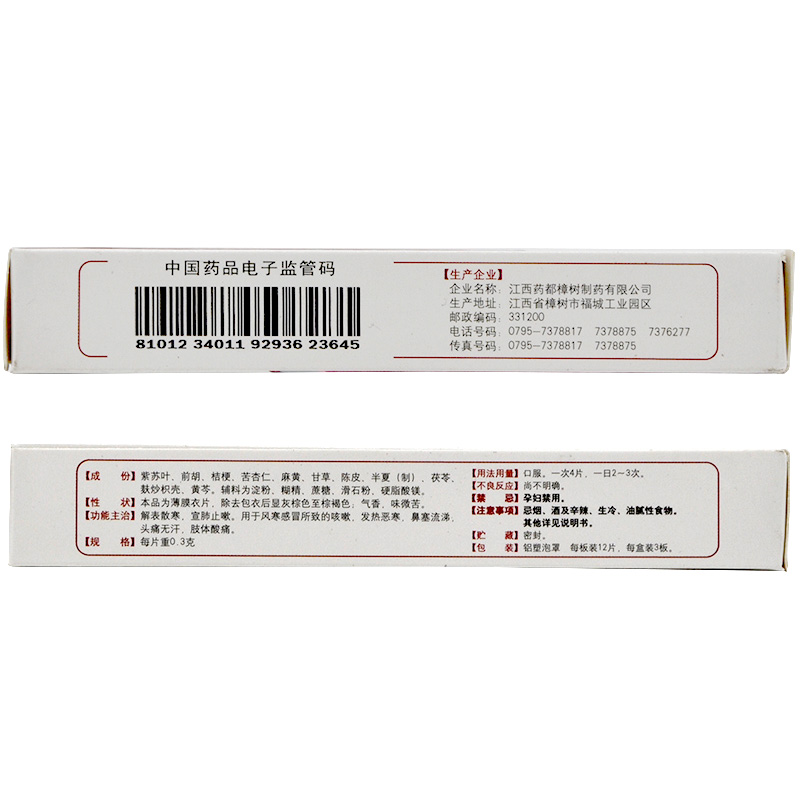 中国药品电子监管码
81012 34011 92936 23645
【生产企业】
企业名称：江西药都樟树制药有限公司
生产地址：江西省樟树市福城工业园区
邮政编码：331200
电话号码：0795-7378817 7378875 7376277
传真号码：0795-7378817 7378875
【成 份】紫苏叶、前胡、桔梗、苦杏仁、麻黄、甘草、陈皮、半夏（制）、茯苓、
麸炒枳壳、黄芩。辅料为淀粉、糊精、蔗糖、滑石粉、硬脂酸镁。
【性 状】本品为薄膜衣片，除去包衣后显灰棕色至棕褐色；气香，味微苦。
【功能主治】解表散寒、宣肺止嗽。用于风寒感冒所致的咳嗽、发热恶寒、鼻塞流涕、
头痛无汗、肢体酸痛。
【规 格】每片重0.3克
【用法用量】口服。一次4片，一日2~3次。
【不良反应】尚不明确。
【禁 忌】孕妇禁用。
【注意事项】忌烟、酒及辛辣、生冷、油腻性食物。
其他详见说明书。
【贮 藏】密封。
【包 装】铝塑泡罩 每板装12片，每盒装3板。